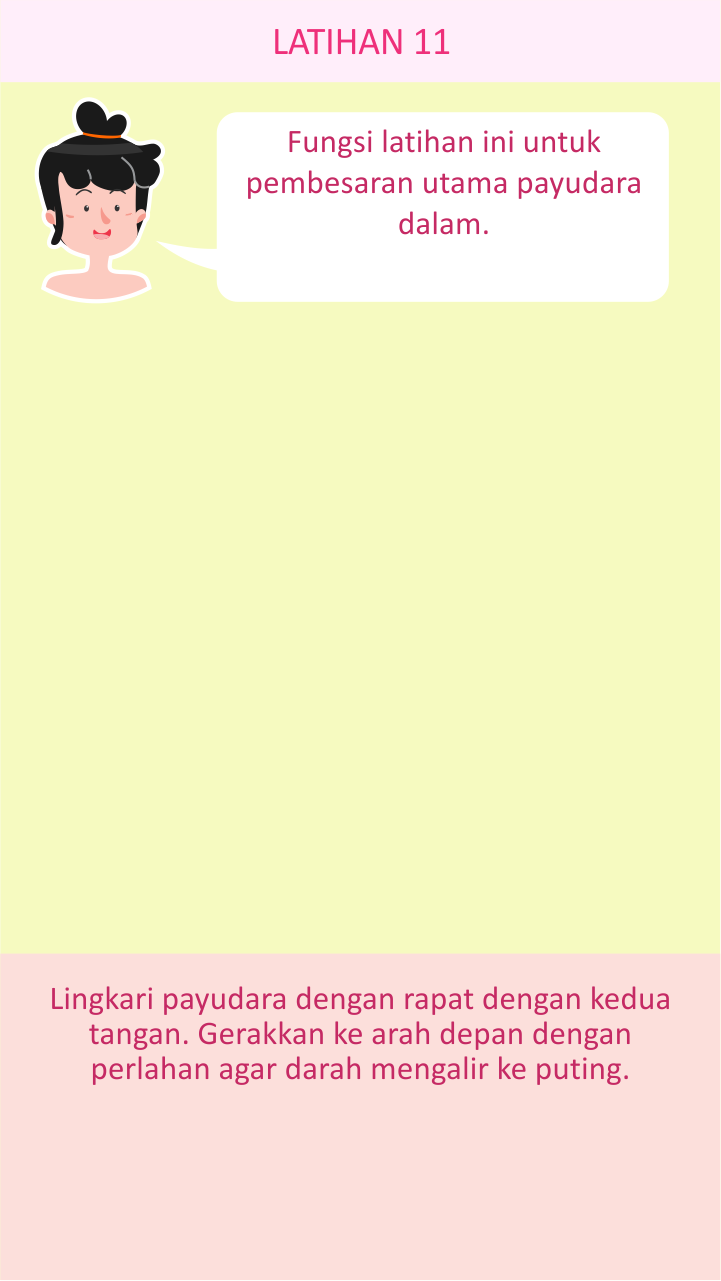 LATIHAN 11
Fungsi latihan ini untuk
pembesaran utama payudara
dalam.
Lingkari payudara dengan rapat dengan kedua
tangan. Gerakkan ke arah depan dengan
perlahan agar darah mengalir ke puting.